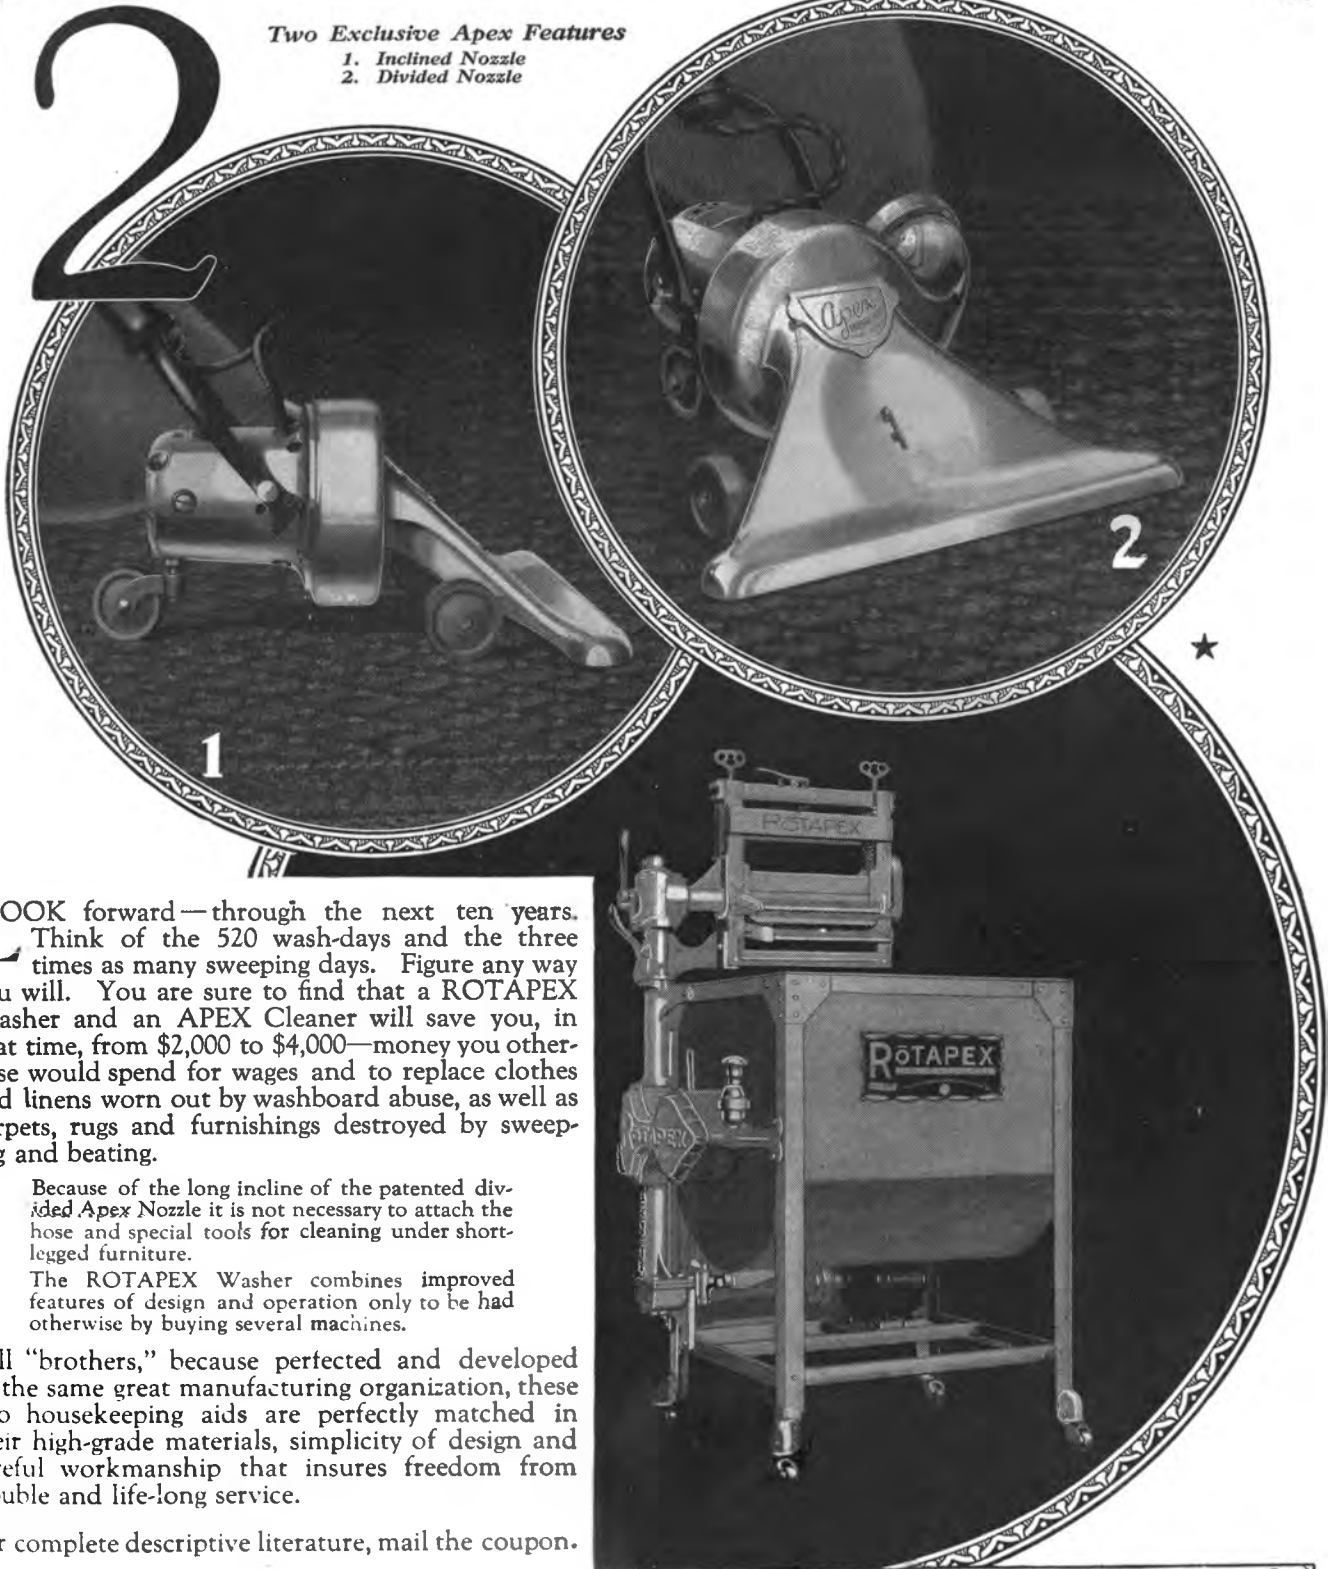 2
Two Exclusive Apex Features
1. Inclined Nozzle
2. Divided Nozzle
Apex
2
1
ROTAPEX
RōTAPEX
ROTAPEX
OOK forward—through the next ten years.
Think of the 520 wash-days and the three
times as many sweeping days. Figure any way
u will. You are sure to find that a ROTAPEX
asher and an APEX Cleaner will save you, in
at time, from $2,000 to $4,000—money you other-
se would spend for wages and to replace clothes
d linens worn out by washboard abuse, as well as
rpets, rugs and furnishings destroyed by sweep-
g and beating.
Because of the long incline of the patented div-
ided Apex Nozzle it is not necessary to attach the
hose and special tools for cleaning under short-
legged furniture.
The ROTAPEX Washer combines improved
features of design and operation only to be had
otherwise by buying several machines.
ll “brothers,” because perfected and developed
the same great manufacturing organization, these
o housekeeping aids are perfectly matched in
eir high-grade materials, simplicity of design and
reful workmanship that insures freedom from
ouble and life-long service.
r complete descriptive literature, mail the coupon.